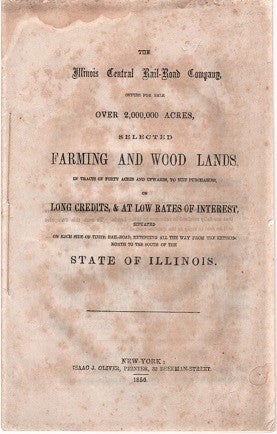 THE
Illinois Central Rail-Road Company,
OFFERS FOR SALE
OVER 2,000,000 ACRES,
SELECTED
FARMING AND WOOD LANDS,
IN TRACTS OF FORTY ACRES AND UPWARDS, TO SUIT PURCHASERS,
ON
LONG CREDITS, & AT LOW RATES OF INTEREST,
SITUATED
ON EACH SIDE OF THEIR RAIL-ROAD, EXTENDING ALL THE WAY FROM THE EXTREME
NORTH TO THE SOUTH OF THE
STATE OF ILLINOIS.
NEW-YORK:
ISAAC J. OLIVER, PRINTER, BEEKMAN-STREET.